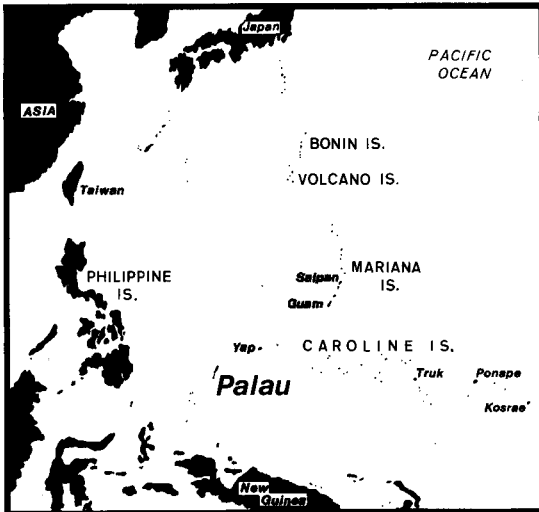 Japan
PACIFIC
OCEAN
ASIA
BONIN IS.
VOLCANO IS.
Taiwan
PHILIPPINE
IS.
Saipan
MARIANA
IS.
Guam
Yap
CAROLINE IS.
Palau
Truk
Ponape
Kosrae
New
Guinea